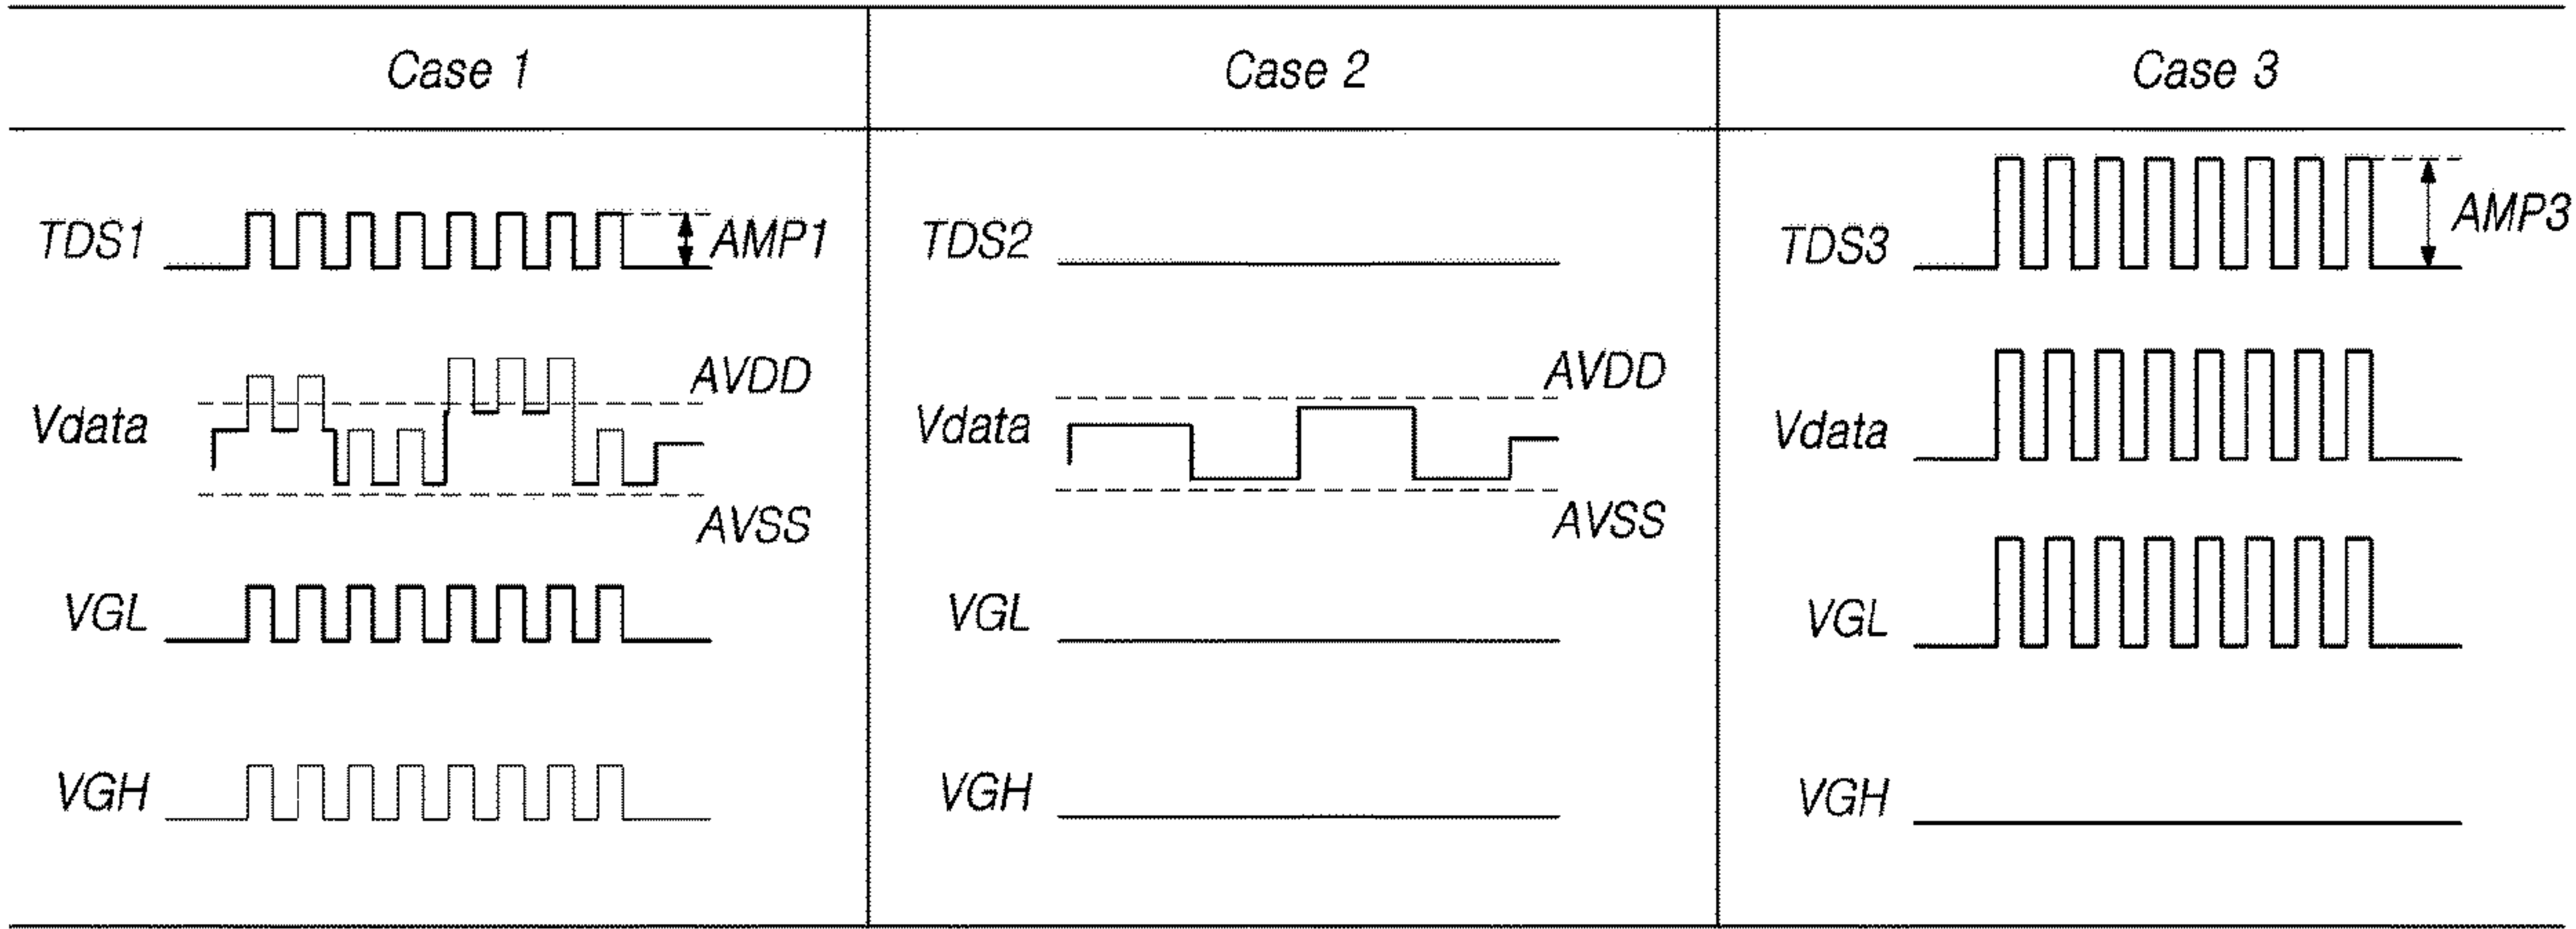 Case 1
Case 2
Case 3
TDS1
AMP1
Vdata
AVDD
AVSS
VGL
VGH
TDS2
Vdata
AVDD
AVSS
VGL
VGH
TDS3
AMP3
Vdata
VGL
VGH